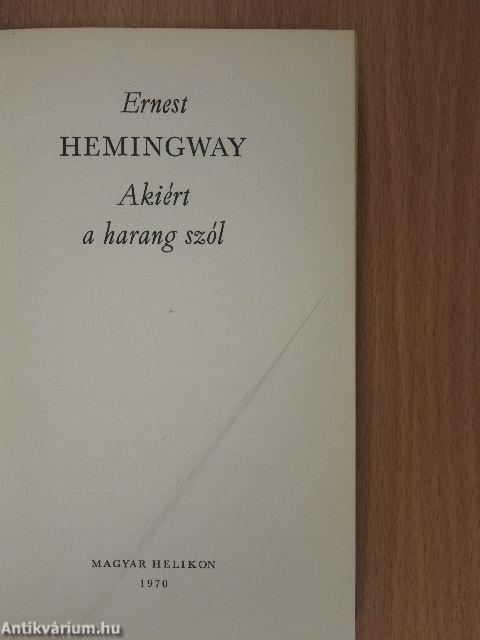 Ernest
HEMINGWAY
Akiért
a harang szól
MAGYAR HELIKON
1970
Antikvárium.hu